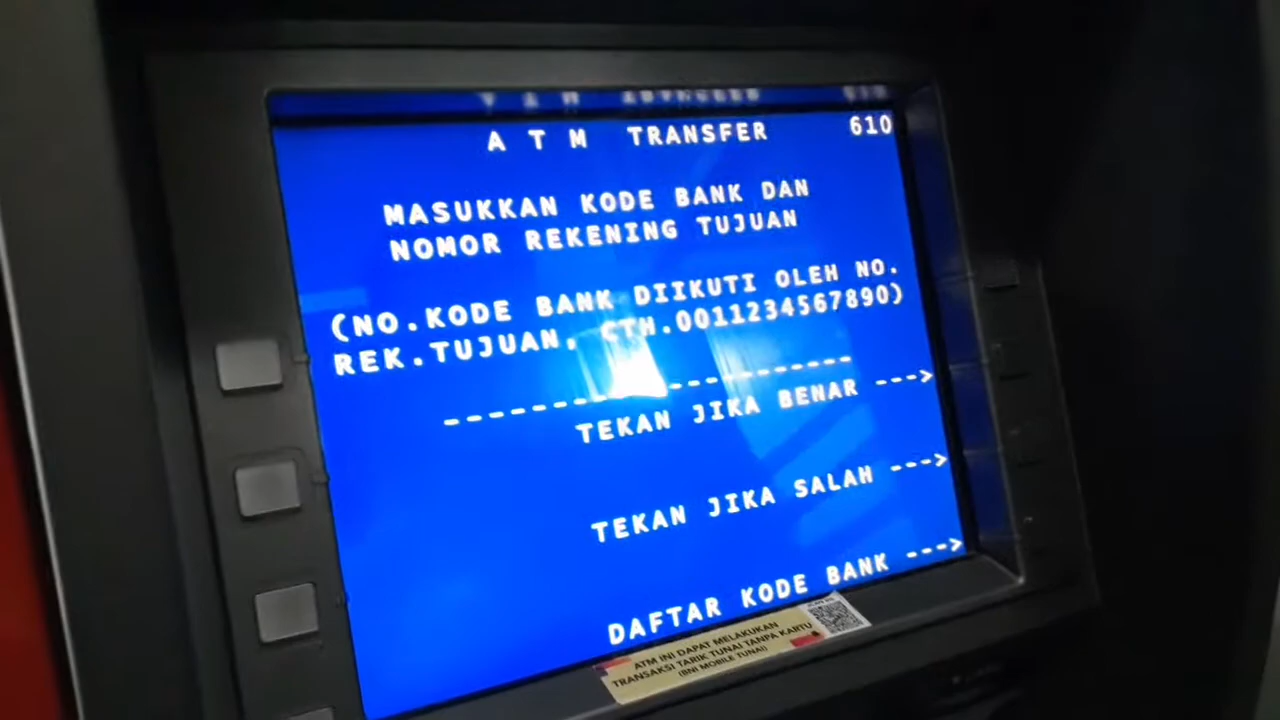 A T M TRANSFER 610
MASUKKAN KODE BANK DAN
NOMOR REKENING TUJUAN
(NO.KODE BANK DIIKUTI OLEH NO.
REK.TUJUAN, CTH.0011234567890)
TEKAN JIKA BENAR --->
TEKAN JIKA SALAH --->
DAFTAR KODE BANK --->
ATM INI DAPAT MELAKUKAN
TRANSAKSI TARIK TUNAI TANPA KARTU
(BNI MOBILE TUNAI)